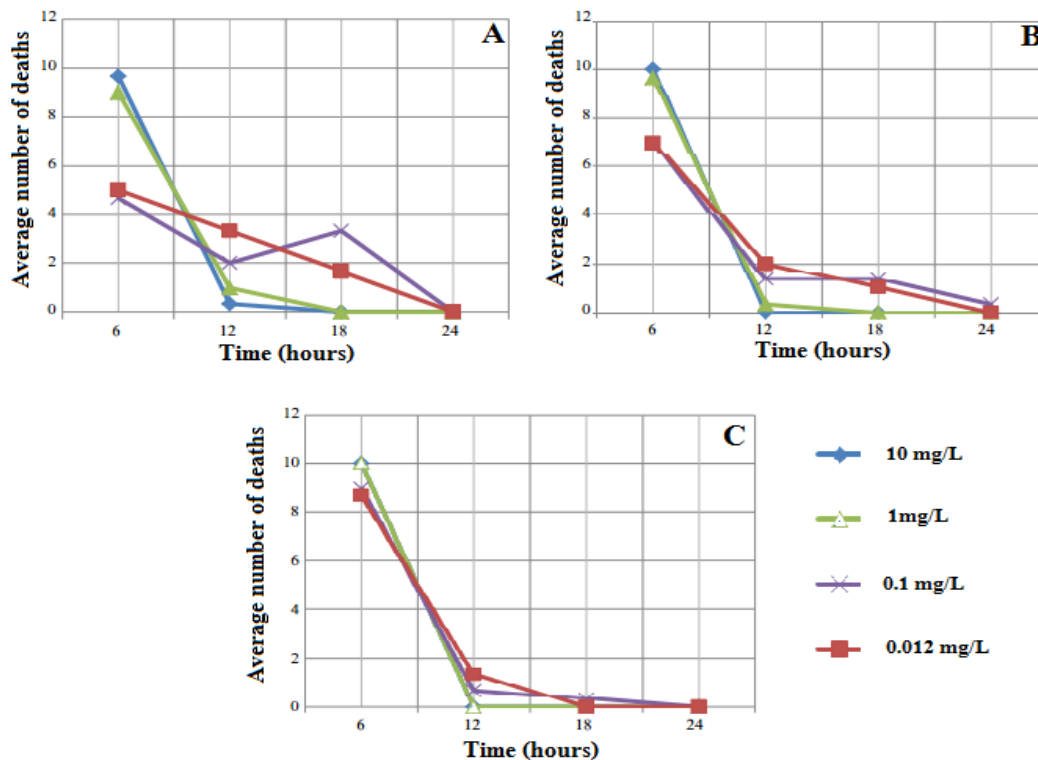 A
Average number of deaths
12
10
8
6
4
2
0
6 12 18 24
Time (hours)
B
Average number of deaths
12
10
8
6
4
2
0
6 12 18 24
Time (hours)
C
Average number of deaths
12
10
8
6
4
2
0
6 12 18 24
Time (hours)
10 mg/L
1mg/L
0.1 mg/L
0.012 mg/L